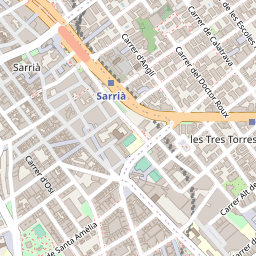 de les Escoles
Carrer de Calatrava
Carrer d'Anglí
Sarrià
Carrer del Doctor Roux
Sarrià
les Tres Torres
Carrer d'Osi
Carrer Alt de
de Santa Amèlia
Carrer